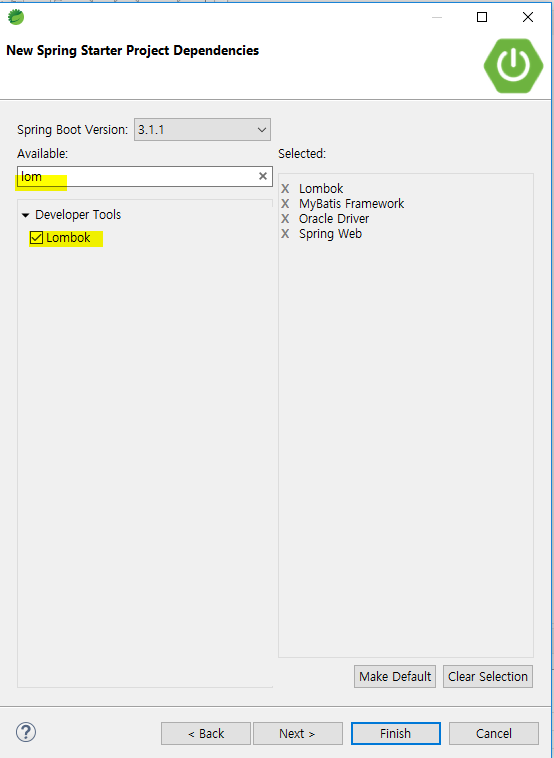 New Spring Starter Project Dependencies
Spring Boot Version: 3.1.1
Available:
lom
Developer Tools
Lombok
Selected:
X Lombok
X MyBatis Framework
X Oracle Driver
X Spring Web
Make Default Clear Selection
< Back Next > Finish Cancel